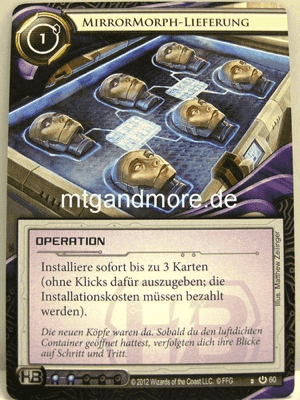 MIRRORMORPH-LIEFERUNG
1
mtgandmore.de
OPERATION
Installiere sofort bis zu 3 Karten
(ohne Klicks dafür auszugeben; die
Installationskosten müssen bezahlt
werden).
Die neuen Köpfe waren da. Sobald du den luftdichten
Container geöffnet hattest, verfolgten dich ihre Blicke
auf Schritt und Tritt.
Illus. Matthew Zeilinger
HB
© 2012 Wizards of the Coast LLC. © FFG
60